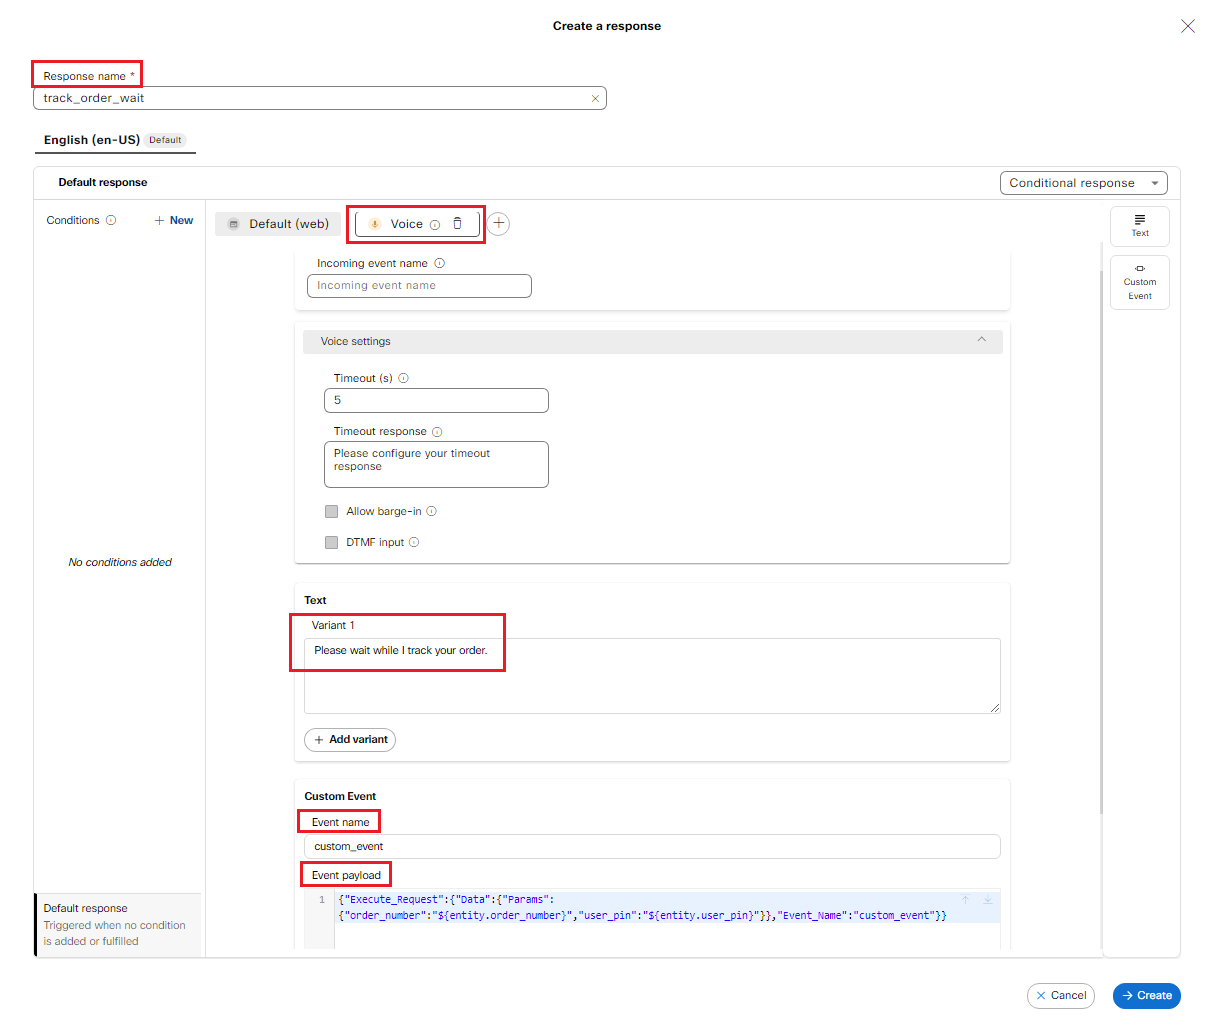 Create a response
Response name *
track_order_wait
English (en-US) Default
Default response
Conditional response
Conditions
+ New
Default (web)
Voice
Text
Custom
Event
Incoming event name
Incoming event name
Voice settings
Timeout (s)
5
Timeout response
Please configure your timeout
response
Allow barge-in
DTMF input
No conditions added
Text
Variant 1
Please wait while I track your order.
+ Add variant
Custom Event
Event name
custom_event
Event payload
1 {"Execute_Request":{"Data":{"Params":
{"order_number":"${entity.order_number}","user_pin":"${entity.user_pin}"}},"Event_Name":"custom_event"}}
Default response
Triggered when no condition
is added or fulfilled
Cancel
Create